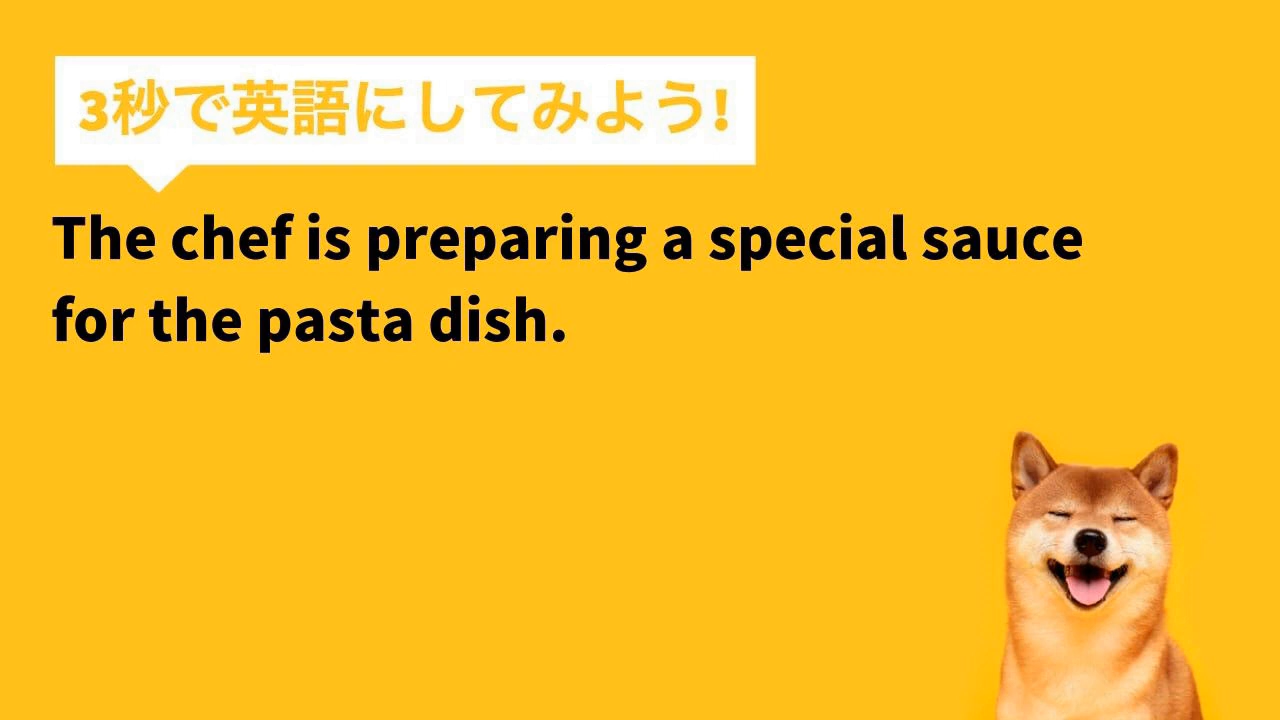 3秒で英語にしてみよう!
The chef is preparing a special sauce
for the pasta dish.